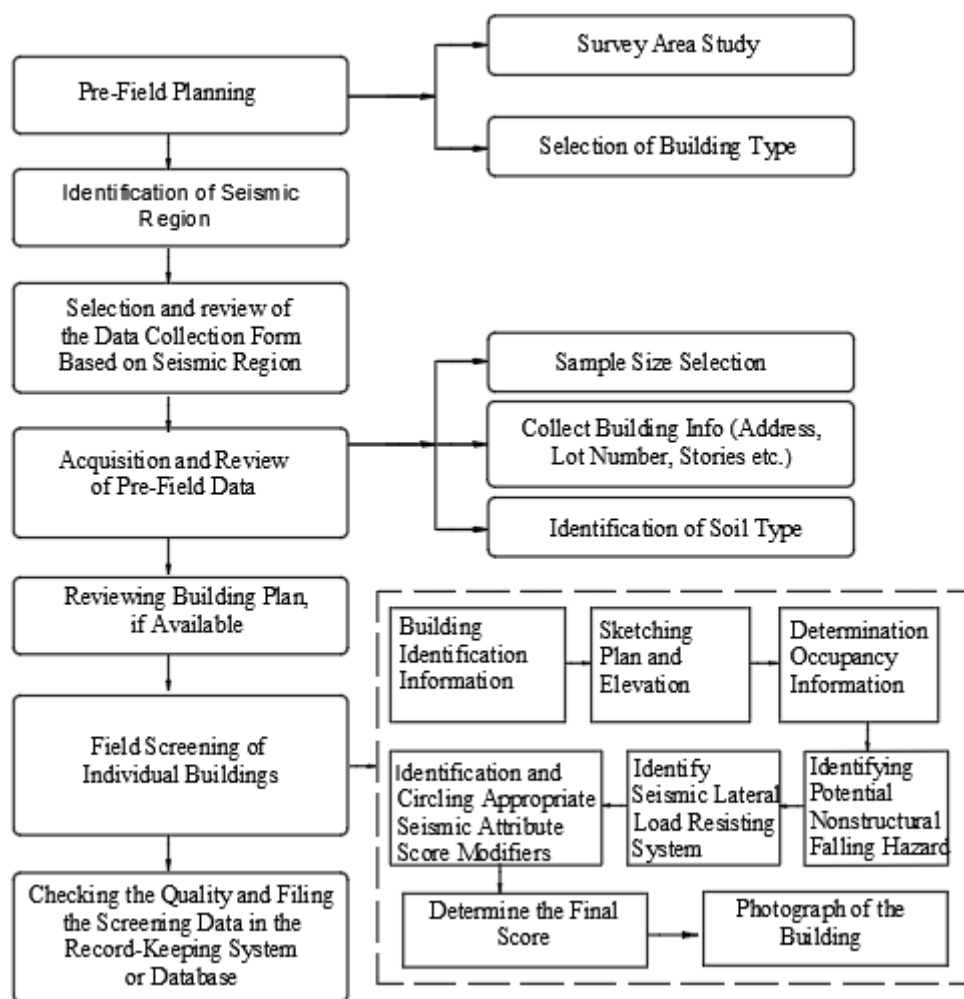 Pre-Field Planning
Survey Area Study
Selection of Building Type
Identification of Seismic
Region
Selection and review of
the Data Collection Form
Based on Seismic Region
Acquisition and Review
of Pre-Field Data
Sample Size Selection
Collect Building Info (Address,
Lot Number, Stories etc.)
Identification of Soil Type
Reviewing Building Plan,
if Available
Field Screening of
Individual Buildings
Building
Identification
Information
Sketching
Plan and
Elevation
Determination
Occupancy
Information
Identifying
Potential
Nonstructural
Falling Hazard
Identify
Seismic Lateral
Load Resisting
System
Identification and
Circling Appropriate
Seismic Attribute
Score Modifiers
Determine the Final
Score
Photograph of the
Building
Checking the Quality and Filing
the Screening Data in the
Record-Keeping System
or Database